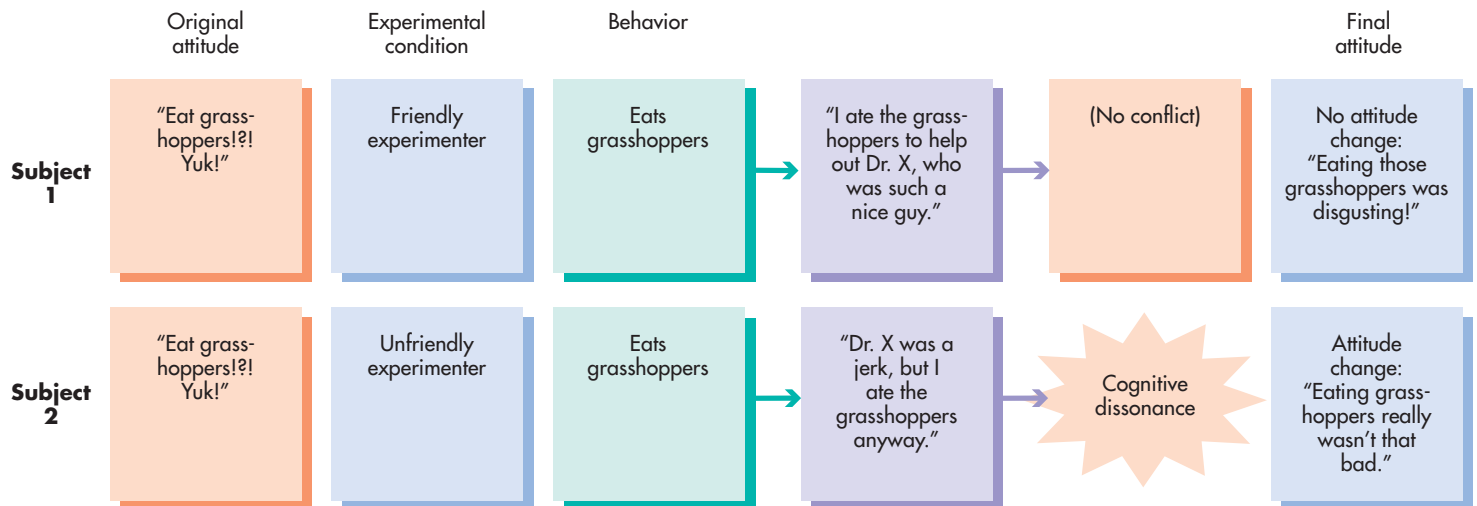 Original
attitude
Experimental
condition
Behavior
Final
attitude
Subject
1
“Eat grass-
hoppers!?!
Yuk!”
Friendly
experimenter
Eats
grasshoppers
“I ate the grass-
hoppers to help
out Dr. X, who
was such a
nice guy.”
(No conflict)
No attitude
change:
“Eating those
grasshoppers was
disgusting!”
Subject
2
“Eat grass-
hoppers!?!
Yuk!”
Unfriendly
experimenter
Eats
grasshoppers
“Dr. X was a
jerk, but I
ate the
grasshoppers
anyway.”
Cognitive
dissonance
Attitude
change:
“Eating grass-
hoppers really
wasn’t that
bad.”